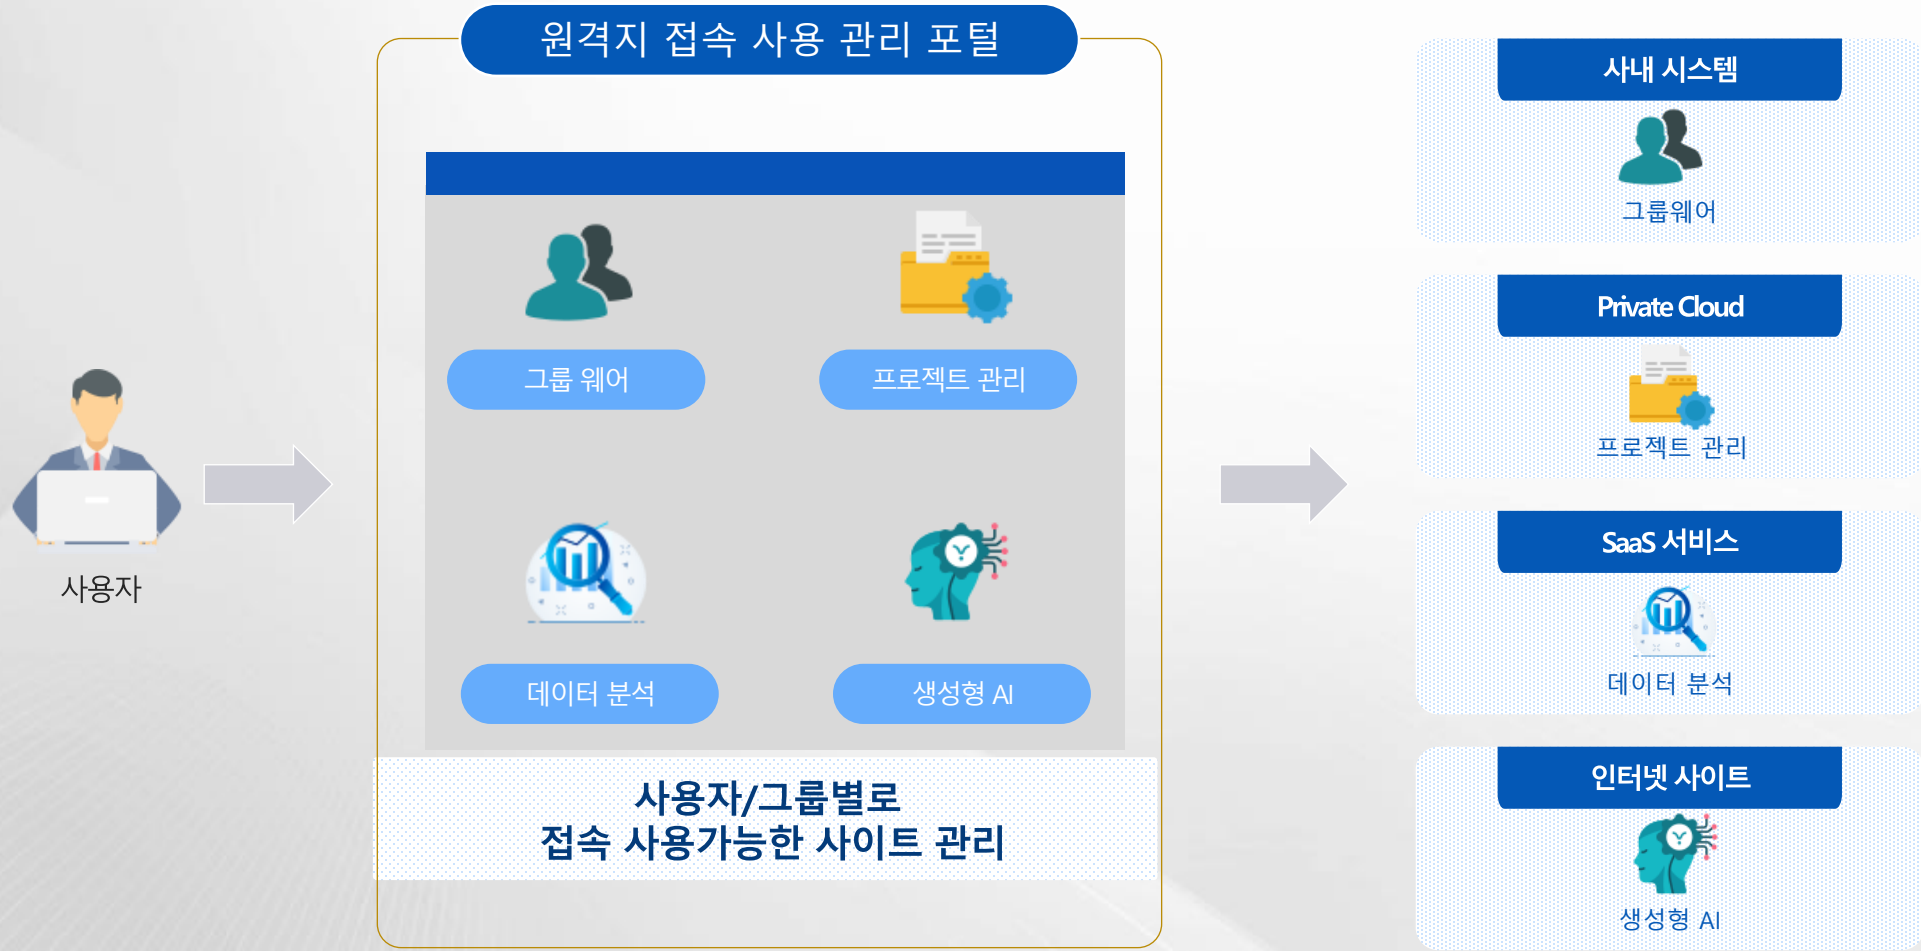 원격지 접속 사용 관리 포털
그룹 웨어
프로젝트 관리
데이터 분석
생성형 AI
사용자/그룹별로
접속 사용가능한 사이트 관리
사용자
사내 시스템
그룹웨어
Private Cloud
프로젝트 관리
SaaS 서비스
데이터 분석
인터넷 사이트
생성형 AI